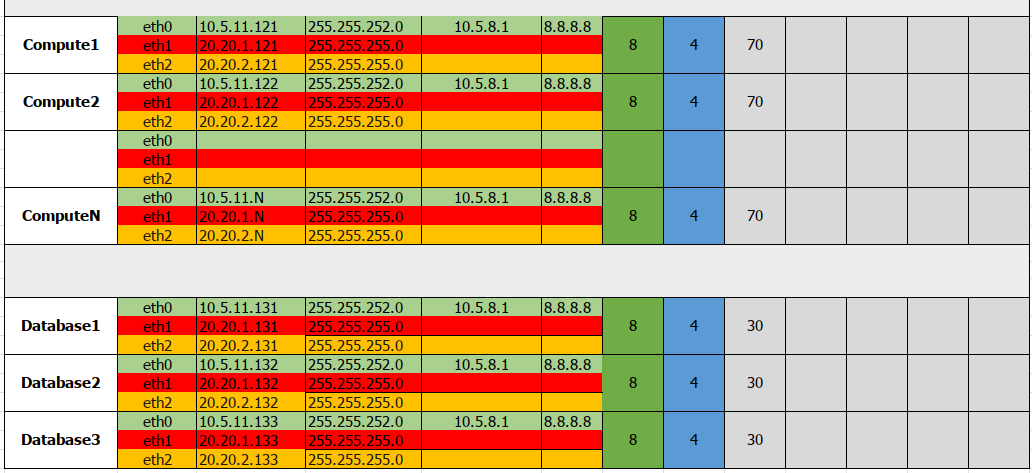 Compute1 eth0 10.5.11.121 255.255.252.0 10.5.8.1 8.8.8.8 8 4 70
eth1 20.20.1.121 255.255.255.0
eth2 20.20.2.121 255.255.255.0
Compute2 eth0 10.5.11.122 255.255.252.0 10.5.8.1 8.8.8.8 8 4 70
eth1 20.20.1.122 255.255.255.0
eth2 20.20.2.122 255.255.255.0
eth0
eth1
eth2
ComputeN eth0 10.5.11.N 255.255.252.0 10.5.8.1 8.8.8.8 8 4 70
eth1 20.20.1.N 255.255.255.0
eth2 20.20.2.N 255.255.255.0
Database1 eth0 10.5.11.131 255.255.252.0 10.5.8.1 8.8.8.8 8 4 30
eth1 20.20.1.131 255.255.255.0
eth2 20.20.2.131 255.255.255.0
Database2 eth0 10.5.11.132 255.255.252.0 10.5.8.1 8.8.8.8 8 4 30
eth1 20.20.1.132 255.255.255.0
eth2 20.20.2.132 255.255.255.0
Database3 eth0 10.5.11.133 255.255.252.0 10.5.8.1 8.8.8.8 8 4 30
eth1 20.20.1.133 255.255.255.0
eth2 20.20.2.133 255.255.255.0